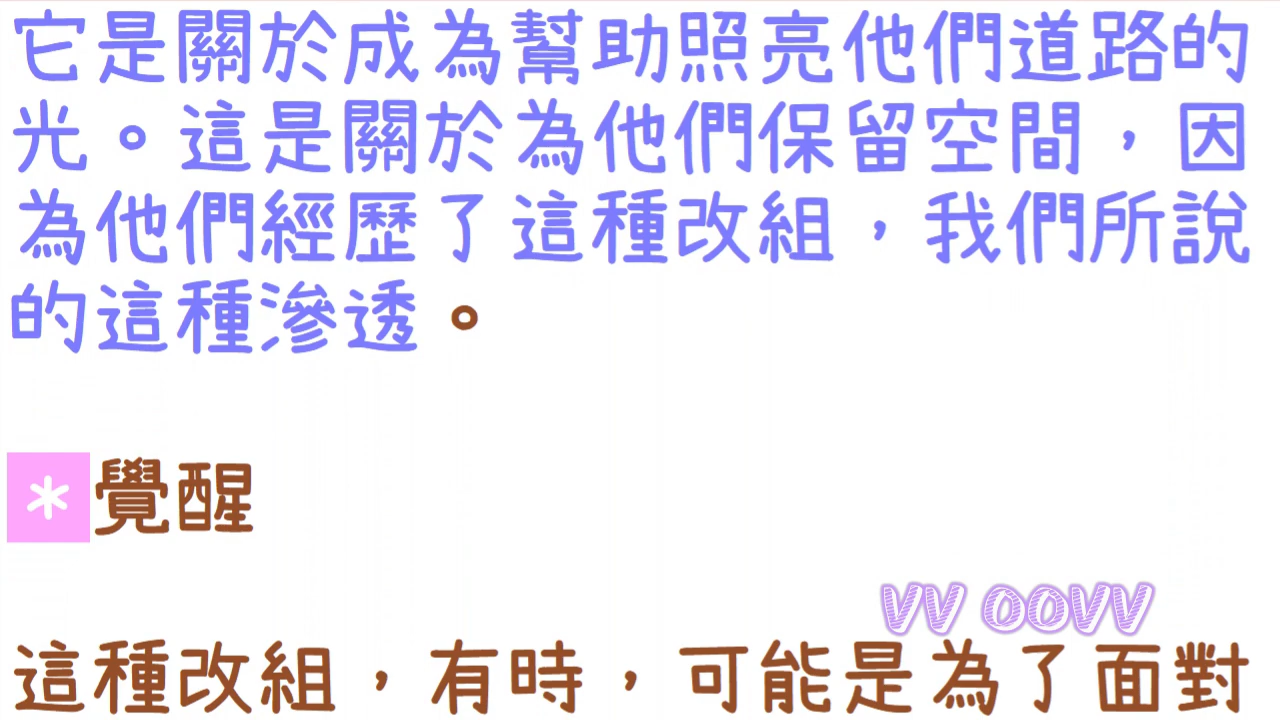 它是關於成為幫助照亮他們道路的
光。這是關於為他們保留空間，因
為他們經歷了這種改組，我們所說
的這種滲透。
*覺醒
VV OOVV
這種改組，有時，可能是為了面對